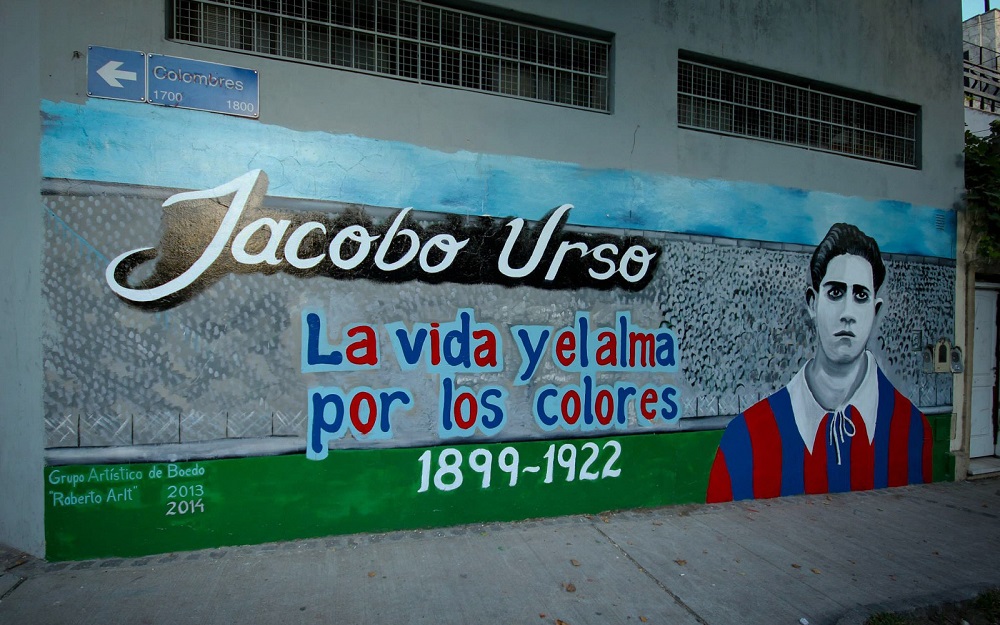 Colombres
1700 1800
Jacobo Urso
La vida y el alma
por los colores
1899~1922
Grupo Artístico de Boedo
"Roberto Arlt" 2013
2014